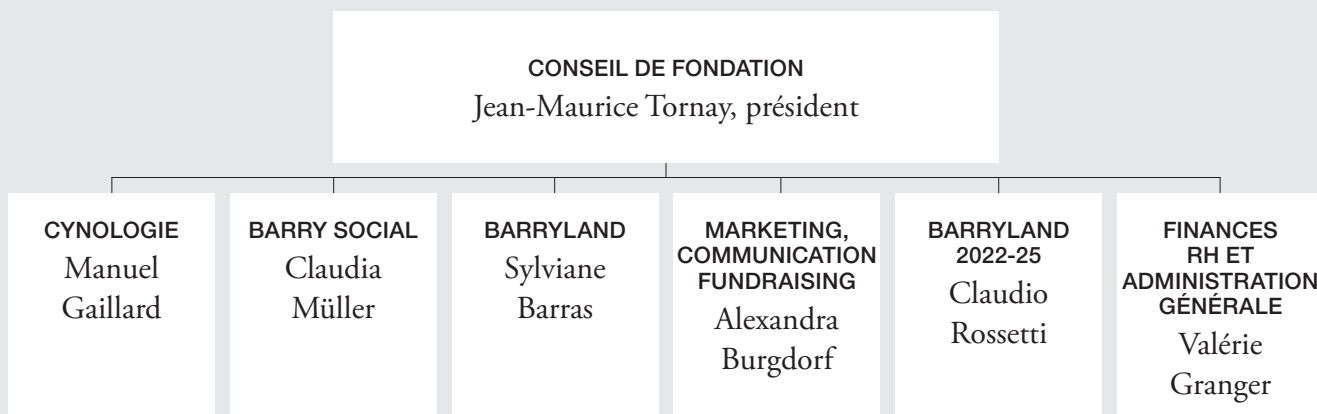 CONSEIL DE FONDATION
Jean-Maurice Tornay, président
CYNOLOGIE
Manuel
Gaillard
BARRY SOCIAL
Claudia
Müller
BARRYLAND
Sylviane
Barras
MARKETING,
COMMUNICATION
FUNDRAISING
Alexandra
Burgdorf
BARRYLAND
2022-25
Claudio
Rossetti
FINANCES
RH ET
ADMINISTRATION
GÉNÉRALE
Valérie
Granger